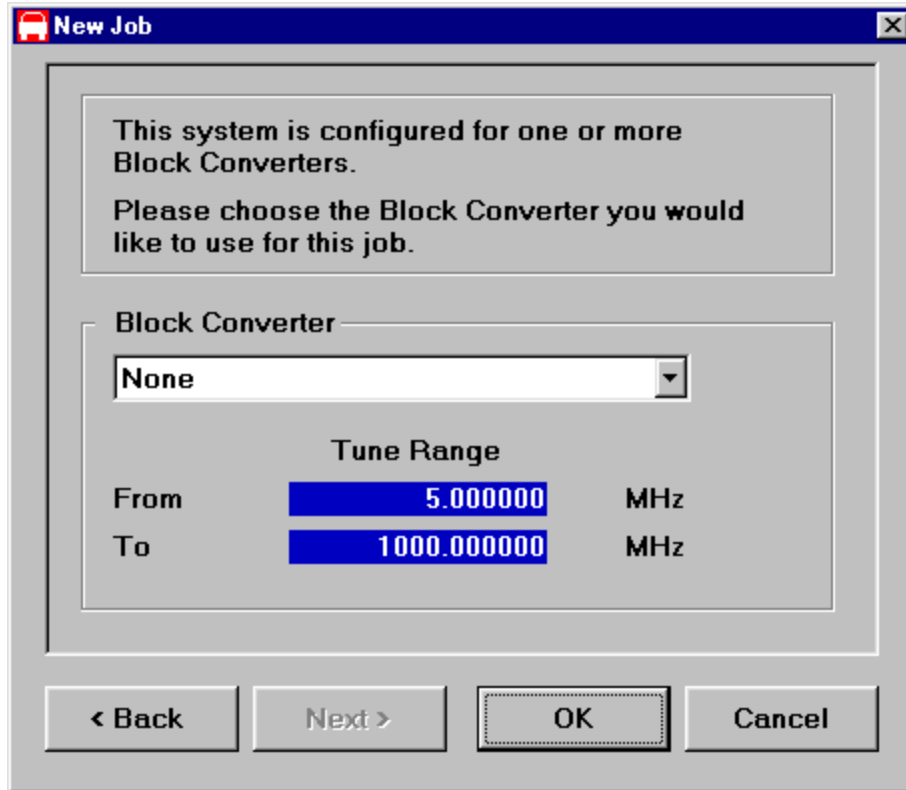 New Job
This system is configured for one or more
Block Converters.
Please choose the Block Converter you would
like to use for this job.
Block Converter
None
Tune Range
From 5.000000 MHz
To 1000.000000 MHz
< Back Next > OK Cancel